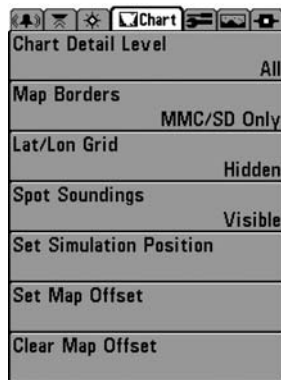 Chart
Chart Detail Level
All
Map Borders
MMC/SD Only
Lat/Lon Grid
Hidden
Spot Soundings
Visible
Set Simulation Position
Set Map Offset
Clear Map Offset